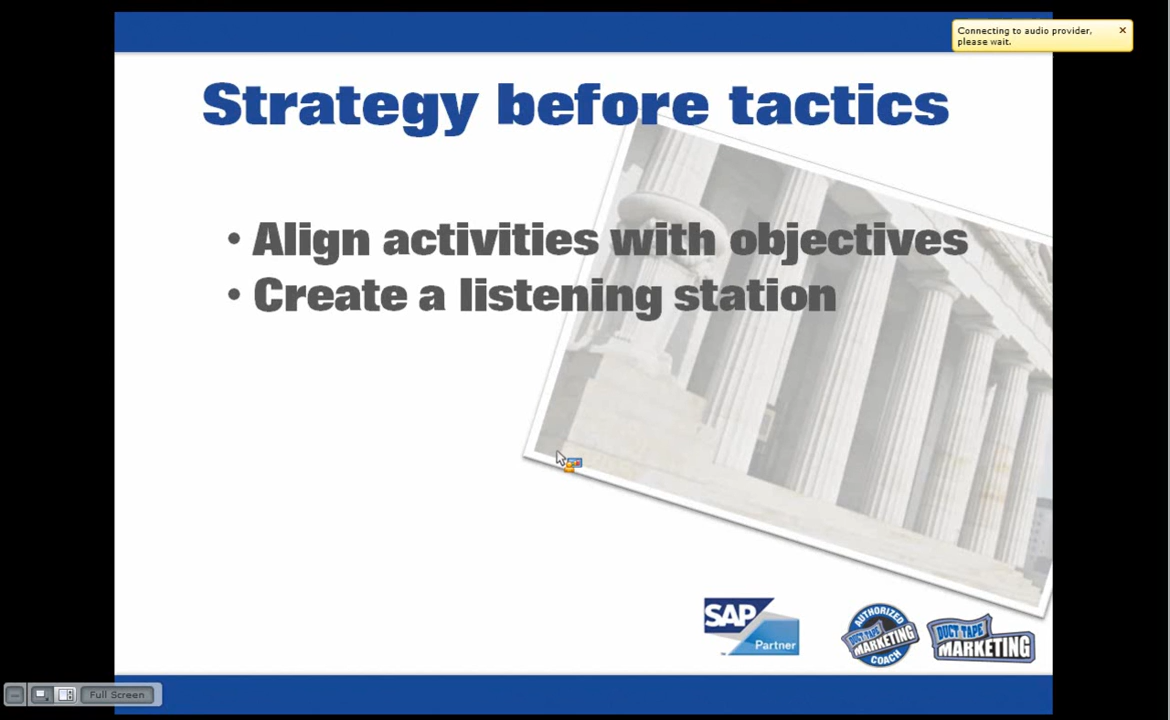 Connecting to audio provider,
please wait.
Strategy before tactics
• Align activities with objectives
• Create a listening station
SAP
Partner
AUTHORIZED
DUCT TAPE
MARKETING
COACH
DUCT TAPE
MARKETING
Full Screen